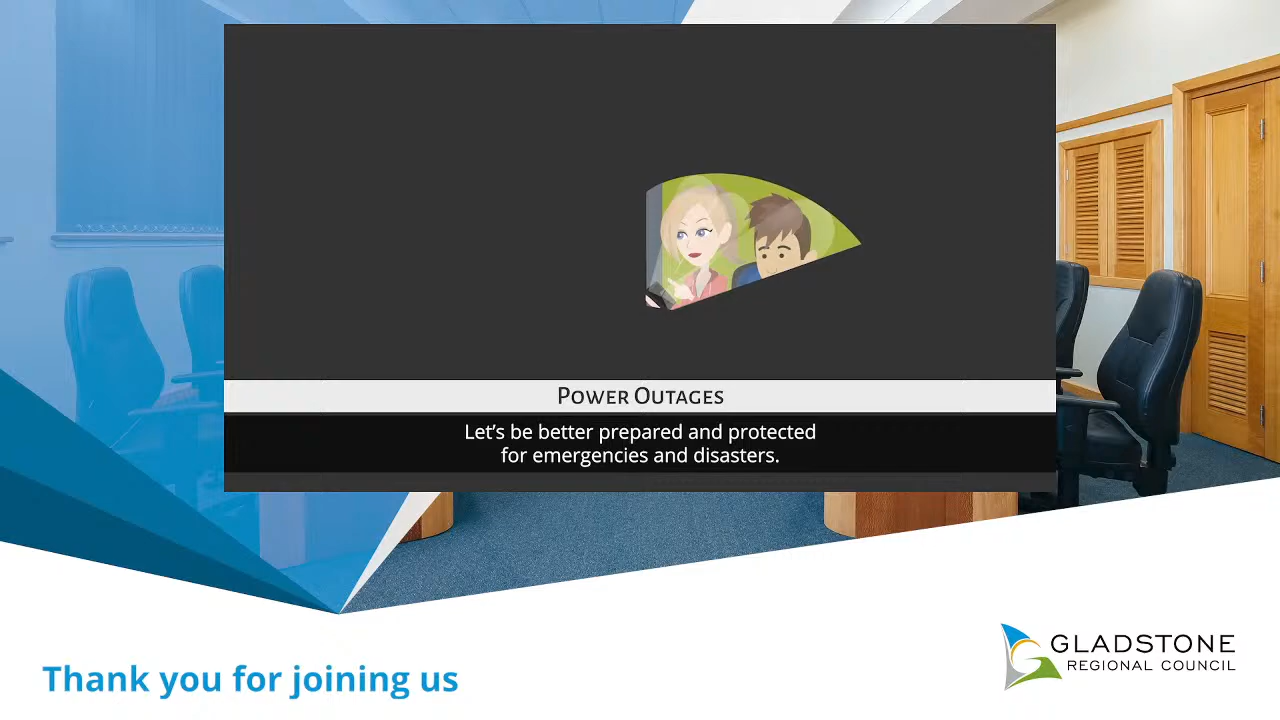 POWER OUTAGES
Let's be better prepared and protected
for emergencies and disasters.
Thank you for joining us
GLADSTONE
REGIONAL COUNCIL